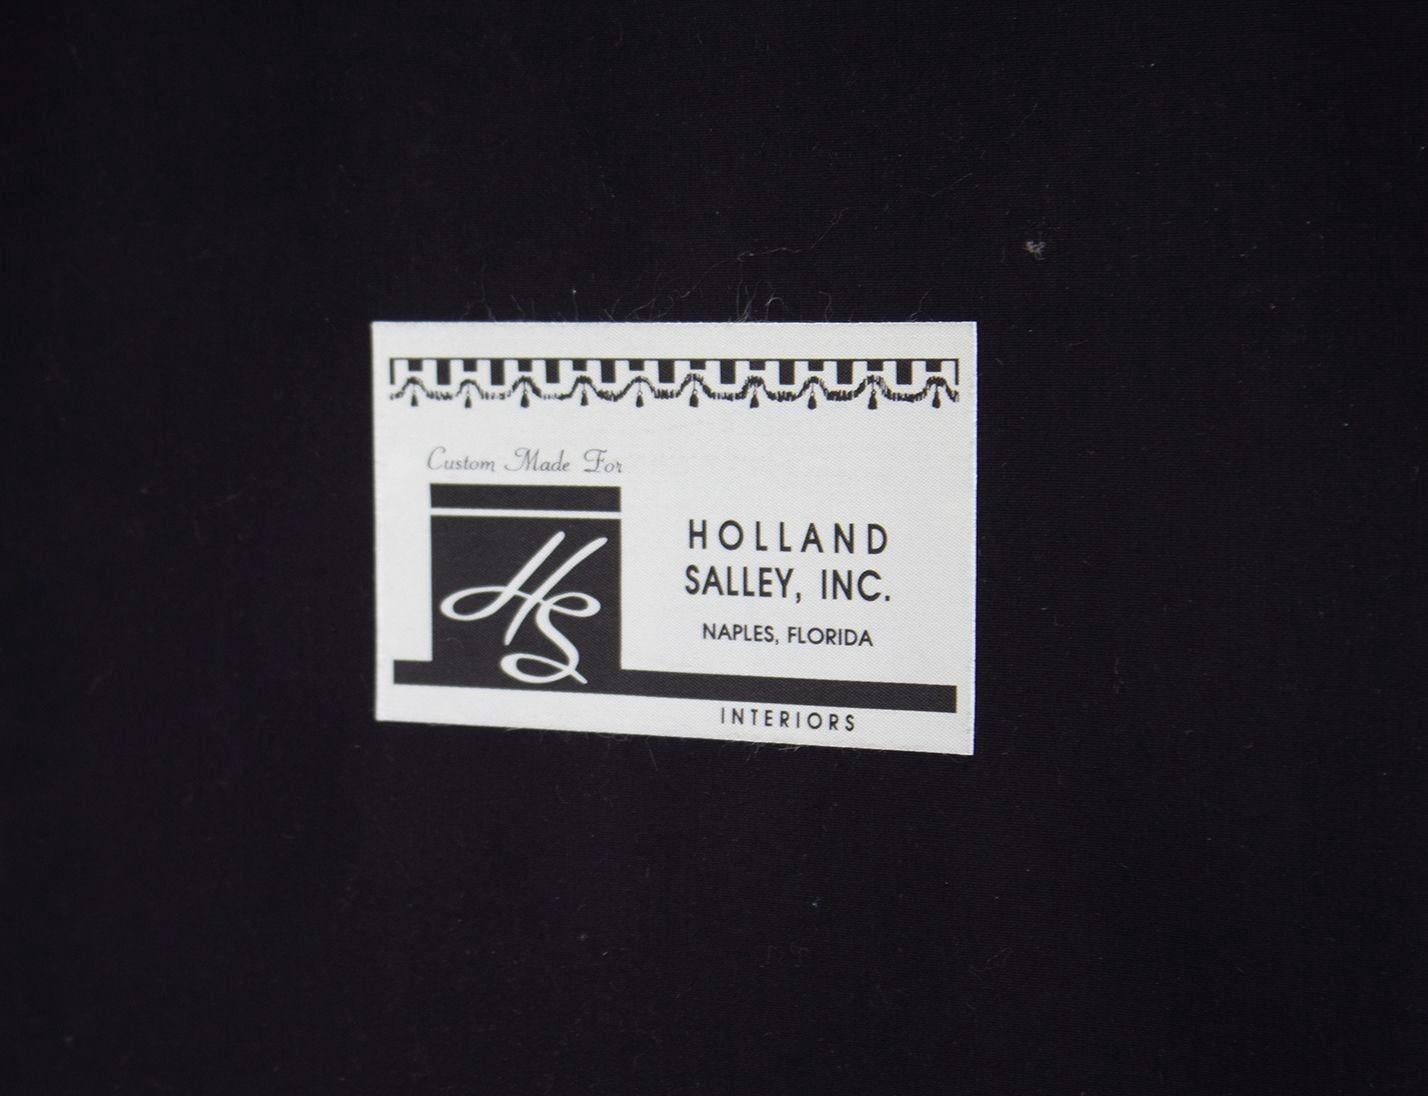 Custom Made For
HS
HOLLAND
SALLEY, INC.
NAPLES, FLORIDA
INTERIORS